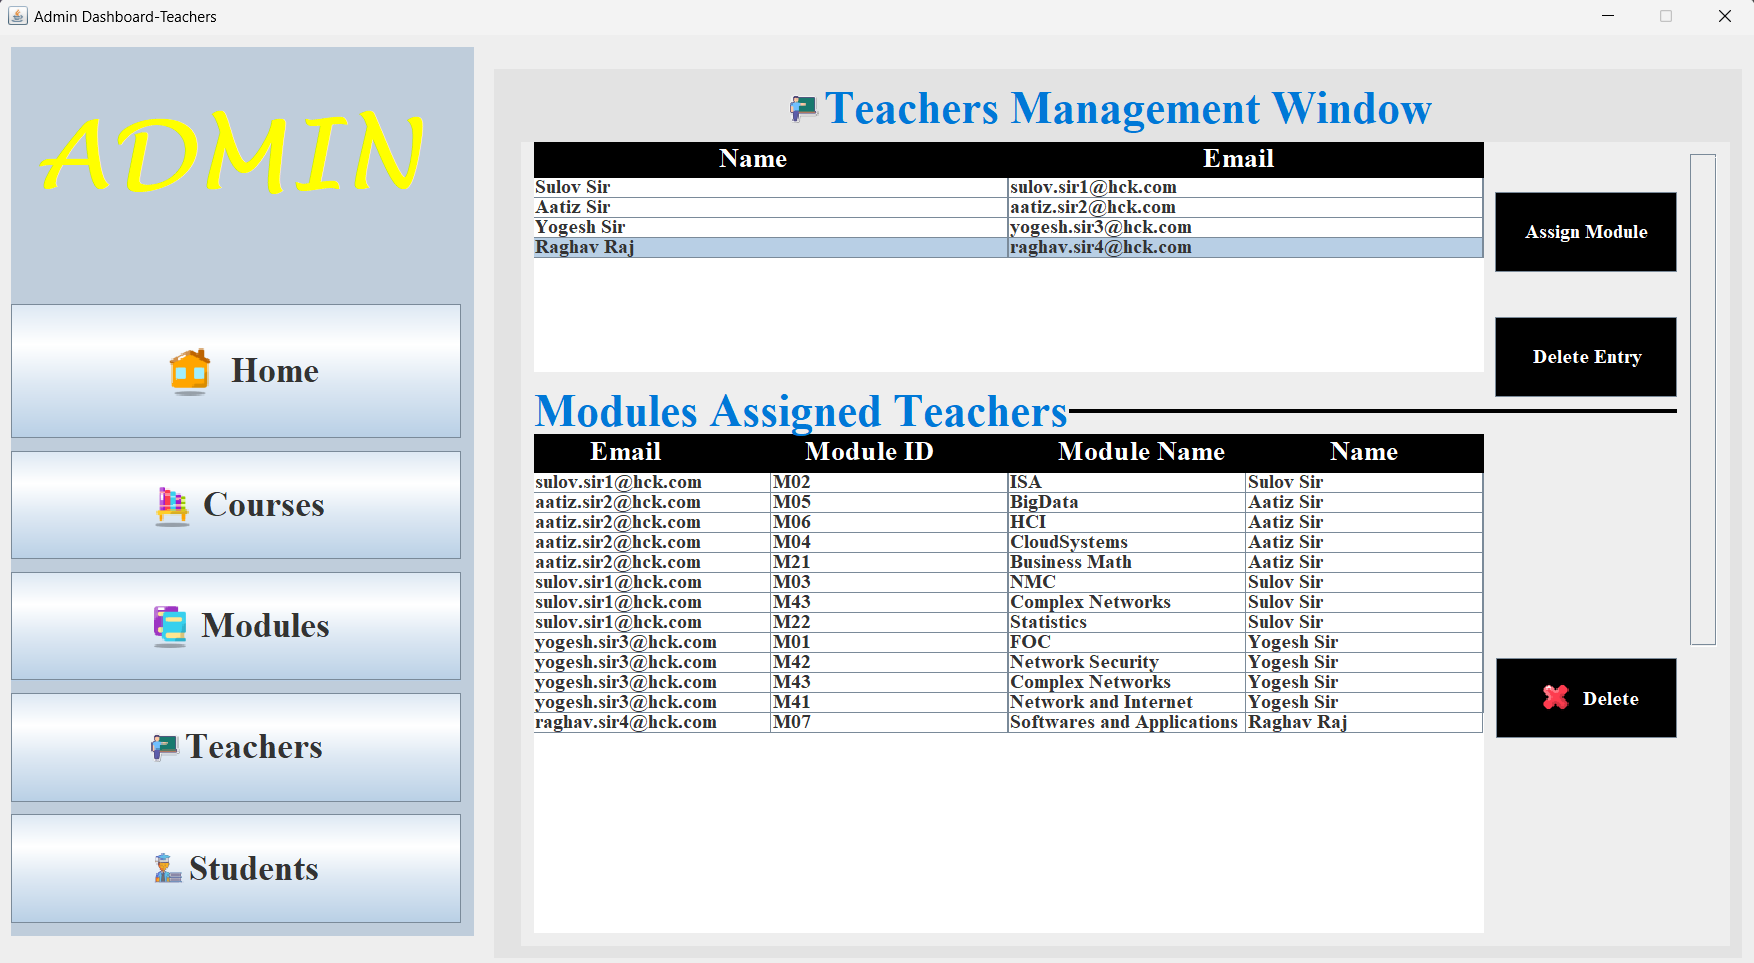 Admin Dashboard-Teachers
ADMIN
Home
Courses
Modules
Teachers
Students
Teachers Management Window
Name Email
Sulov Sir sulov.sir1@hck.com
Aatiz Sir aatiz.sir2@hck.com
Yogesh Sir yogesh.sir3@hck.com
Raghav Raj raghav.sir4@hck.com
Assign Module
Delete Entry
Modules Assigned Teachers
Email Module ID Module Name Name
sulov.sir1@hck.com M02 ISA Sulov Sir
aatiz.sir2@hck.com M05 BigData Aatiz Sir
aatiz.sir2@hck.com M06 HCI Aatiz Sir
aatiz.sir2@hck.com M04 CloudSystems Aatiz Sir
aatiz.sir2@hck.com M21 Business Math Aatiz Sir
sulov.sir1@hck.com M03 NMC Sulov Sir
sulov.sir1@hck.com M43 Complex Networks Sulov Sir
sulov.sir1@hck.com M22 Statistics Sulov Sir
yogesh.sir3@hck.com M01 FOC Yogesh Sir
yogesh.sir3@hck.com M42 Network Security Yogesh Sir
yogesh.sir3@hck.com M43 Complex Networks Yogesh Sir
yogesh.sir3@hck.com M41 Network and Internet Yogesh Sir
raghav.sir4@hck.com M07 Softwares and Applications Raghav Raj
Delete